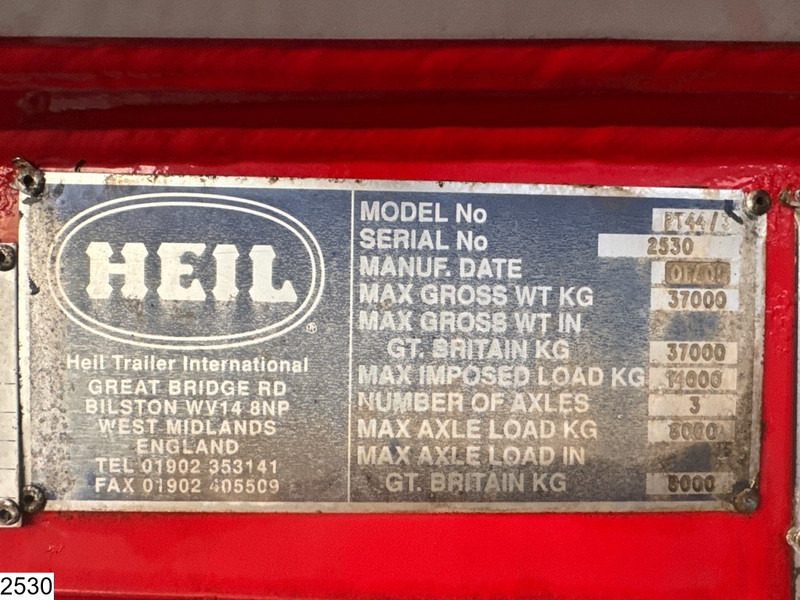 HEIL
®
Heil Trailer International
GREAT BRIDGE RD
BILSTON WV14 8NP
WEST MIDLANDS
ENGLAND
TEL 01902 353141
FAX 01902 405509
MODEL No
SERIAL No 2530
MANUF. DATE
MAX GROSS WT KG 37000
MAX GROSS WT IN
GT. BRITAIN KG 37000
MAX IMPOSED LOAD KG
NUMBER OF AXLES 3
MAX AXLE LOAD KG
MAX AXLE LOAD IN
GT. BRITAIN KG 8000
2530